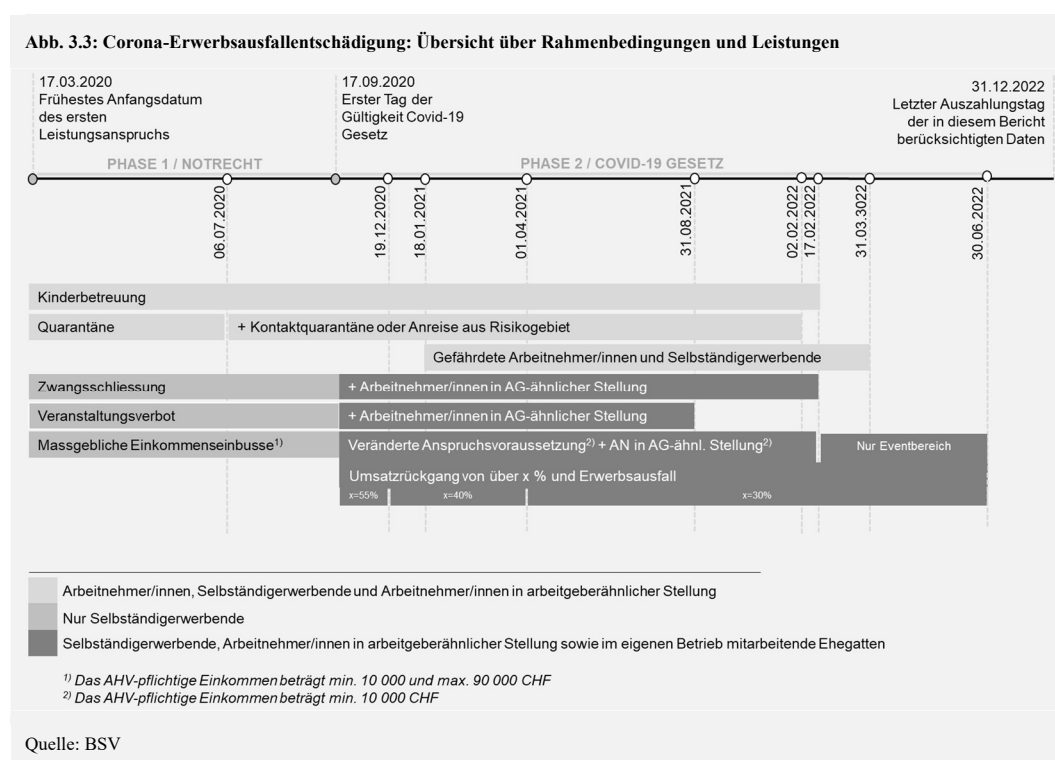 Abb. 3.3: Corona-Erwerbsausfallentschädigung: Übersicht über Rahmenbedingungen und Leistungen
17.03.2020
Frühestes Anfangsdatum
des ersten
Leistungsanspruchs
17.09.2020
Erster Tag der
Gültigkeit Covid-19
Gesetz
31.12.2022
Letzter Auszahlungstag
der in diesem Bericht
berücksichtigten Daten
PHASE 1 / NOTRECHT
PHASE 2 / COVID-19 GESETZ
06.07.2020
19.12.2020
18.01.2021
01.04.2021
31.08.2021
02.02.2022
17.02.2022
31.03.3022
30.06.2022
Kinderbetreuung
Quarantäne
+ Kontaktquarantäne oder Anreise aus Risikogebiet
Gefährdete Arbeitnehmer/innen und Selbständigerwerbende
Zwangsschliessung
+ Arbeitnehmer/innen in AG-ähnlicher Stellung
Veranstaltungsverbot
+ Arbeitnehmer/innen in AG-ähnlicher Stellung
Massgebliche Einkommenseinbusse1)
Veränderte Anspruchsvoraussetzung2) + AN in AG-ähnl. Stellung2)
Nur Eventbereich
Umsatzrückgang von über x % und Erwerbsausfall
x=55%
x=40%
x=30%
Arbeitnehmer/innen, Selbständigerwerbende und Arbeitnehmer/innen in arbeitgeberähnlicher Stellung
Nur Selbständigerwerbende
Selbständigerwerbende, Arbeitnehmer/innen in arbeitgeberähnlicher Stellung sowie im eigenen Betrieb mitarbeitende Ehegatten
1) Das AHV-pflichtige Einkommen beträgt min. 10 000 und max. 90 000 CHF
2) Das AHV-pflichtige Einkommen beträgt min. 10 000 CHF
Quelle: BSV